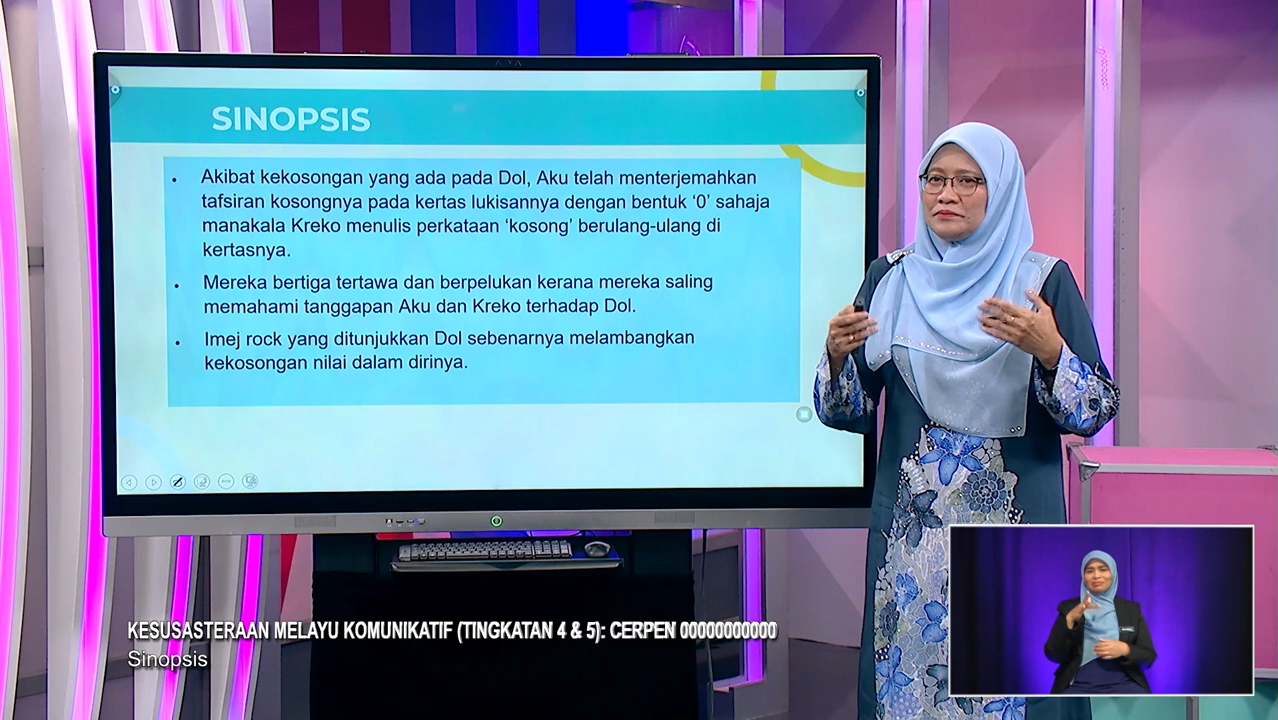 SINOPSIS
• Akibat kekosongan yang ada pada Dol, Aku telah menterjemahkan
tafsiran kosongnya pada kertas lukisannya dengan bentuk ‘0’ sahaja
manakala Kreko menulis perkataan ‘kosong’ berulang-ulang di
kertasnya.
• Mereka bertiga tertawa dan berpelukan kerana mereka saling
memahami tanggapan Aku dan Kreko terhadap Dol.
• Imej rock yang ditunjukkan Dol sebenarnya melambangkan
kekosongan nilai dalam dirinya.
KESUSASTERAAN MELAYU KOMUNIKATIF (TINGKATAN 4 & 5): CERPEN 00000000000
Sinopsis